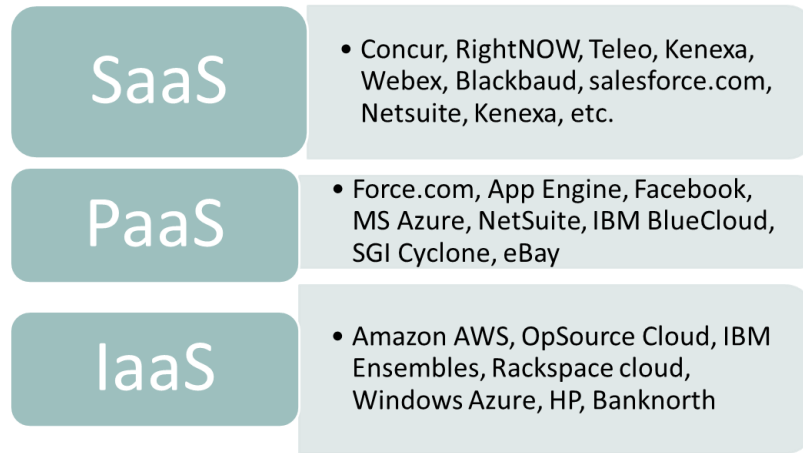 SaaS
• Concur, RightNOW, Teleo, Kenexa,
Webex, Blackbaud, salesforce.com,
Netsuite, Kenexa, etc.
PaaS
• Force.com, App Engine, Facebook,
MS Azure, NetSuite, IBM BlueCloud,
SGI Cyclone, eBay
IaaS
• Amazon AWS, OpSource Cloud, IBM
Ensembles, Rackspace cloud,
Windows Azure, HP, Banknorth